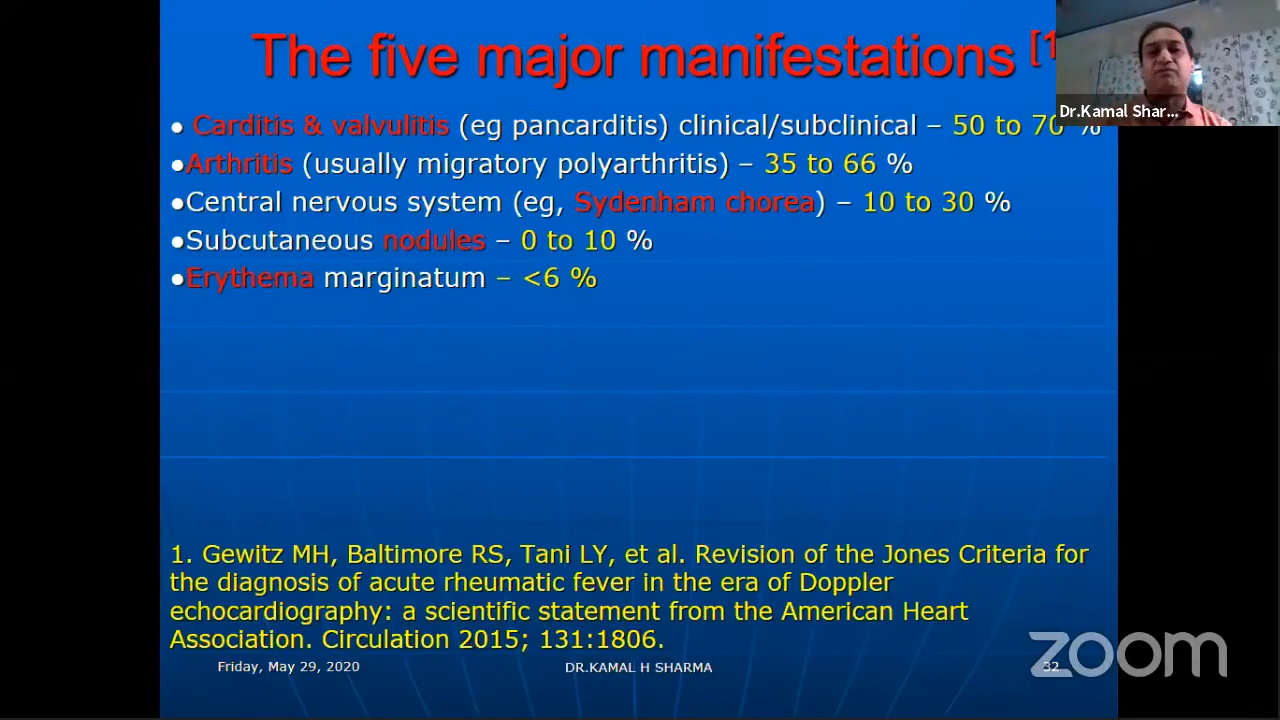 The five major manifestations [1
Dr.Kamal Shar...
● Carditis & valvulitis (eg pancarditis) clinical/subclinical – 50 to 70 %
●Arthritis (usually migratory polyarthritis) – 35 to 66 %
●Central nervous system (eg, Sydenham chorea) – 10 to 30 %
●Subcutaneous nodules – 0 to 10 %
●Erythema marginatum – <6 %
1. Gewitz MH, Baltimore RS, Tani LY, et al. Revision of the Jones Criteria for
the diagnosis of acute rheumatic fever in the era of Doppler
echocardiography: a scientific statement from the American Heart
Association. Circulation 2015; 131:1806.
Friday, May 29, 2020
DR.KAMAL H SHARMA
32
zoom